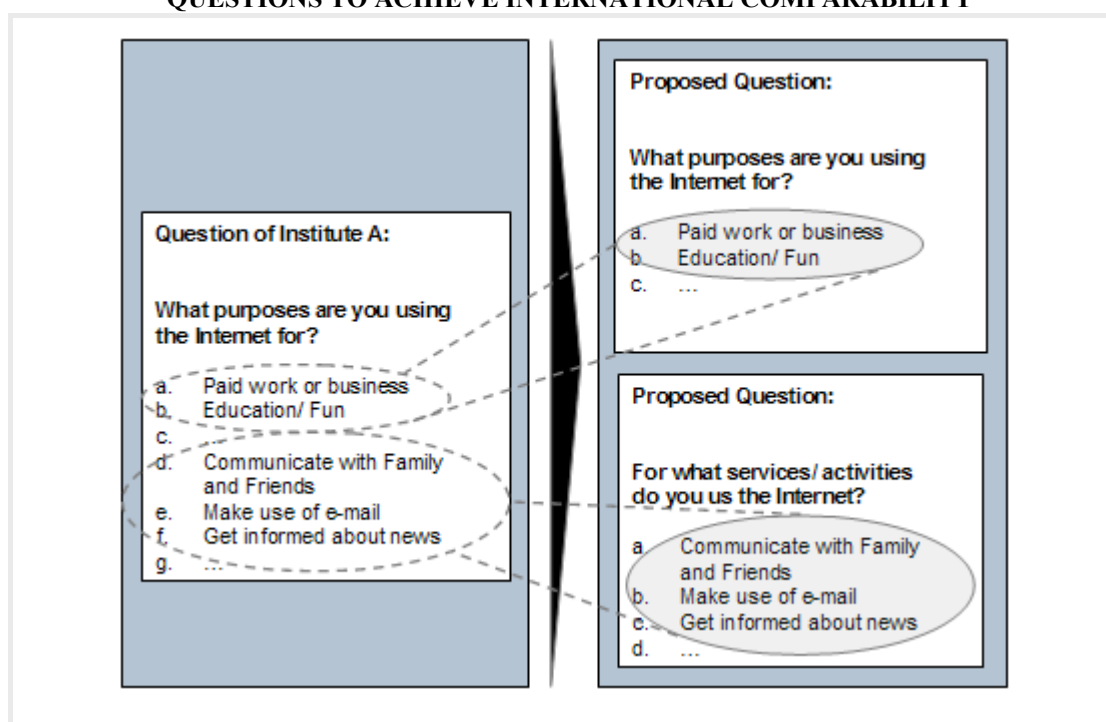 QUESTIONS TO ACHIEVE INTERNATIONAL COMPARABILITY
Question of Institute A:
What purposes are you using
the Internet for?
a. Paid work or business
b. Education/ Fun
c. ...
d. Communicate with Family
and Friends
e. Make use of e-mail
f. Get informed about news
g. ...
Proposed Question:
What purposes are you using
the Internet for?
a. Paid work or business
b. Education/ Fun
c. ...
Proposed Question:
For what services/ activities
do you us the Internet?
a. Communicate with Family
and Friends
b. Make use of e-mail
c. Get informed about news
d. ...